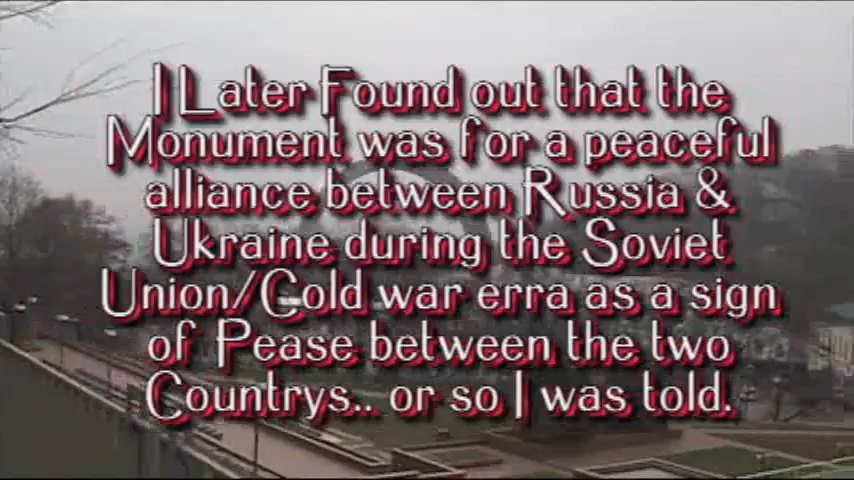 I Later Found out that the
Monument was for a peaceful
alliance between Russia &
Ukraine during the Soviet
Union/Cold war erra as a sign
of Pease between the two
Countrys.. or so I was told.